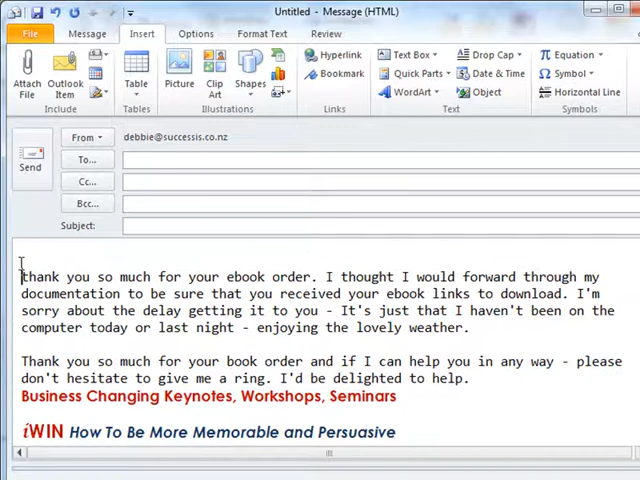 Untitled - Message (HTML)
File Message Insert Options Format Text Review
Attach File
Outlook Item
Table
Picture
Clip Art
Shapes
Hyperlink
Bookmark
Text Box
Quick Parts
WordArt
Drop Cap
Date & Time
Object
Equation
Symbol
Horizontal Line
Include Tables Illustrations Links Text Symbols
Send
From debbie@successis.co.nz
To...
Cc...
Bcc...
Subject:
thank you so much for your ebook order. I thought I would forward through my
documentation to be sure that you received your ebook links to download. I'm
sorry about the delay getting it to you - It's just that I haven't been on the
computer today or last night - enjoying the lovely weather.
Thank you so much for your book order and if I can help you in any way - please
don't hesitate to give me a ring. I'd be delighted to help.
Business Changing Keynotes, Workshops, Seminars
iWIN How To Be More Memorable and Persuasive